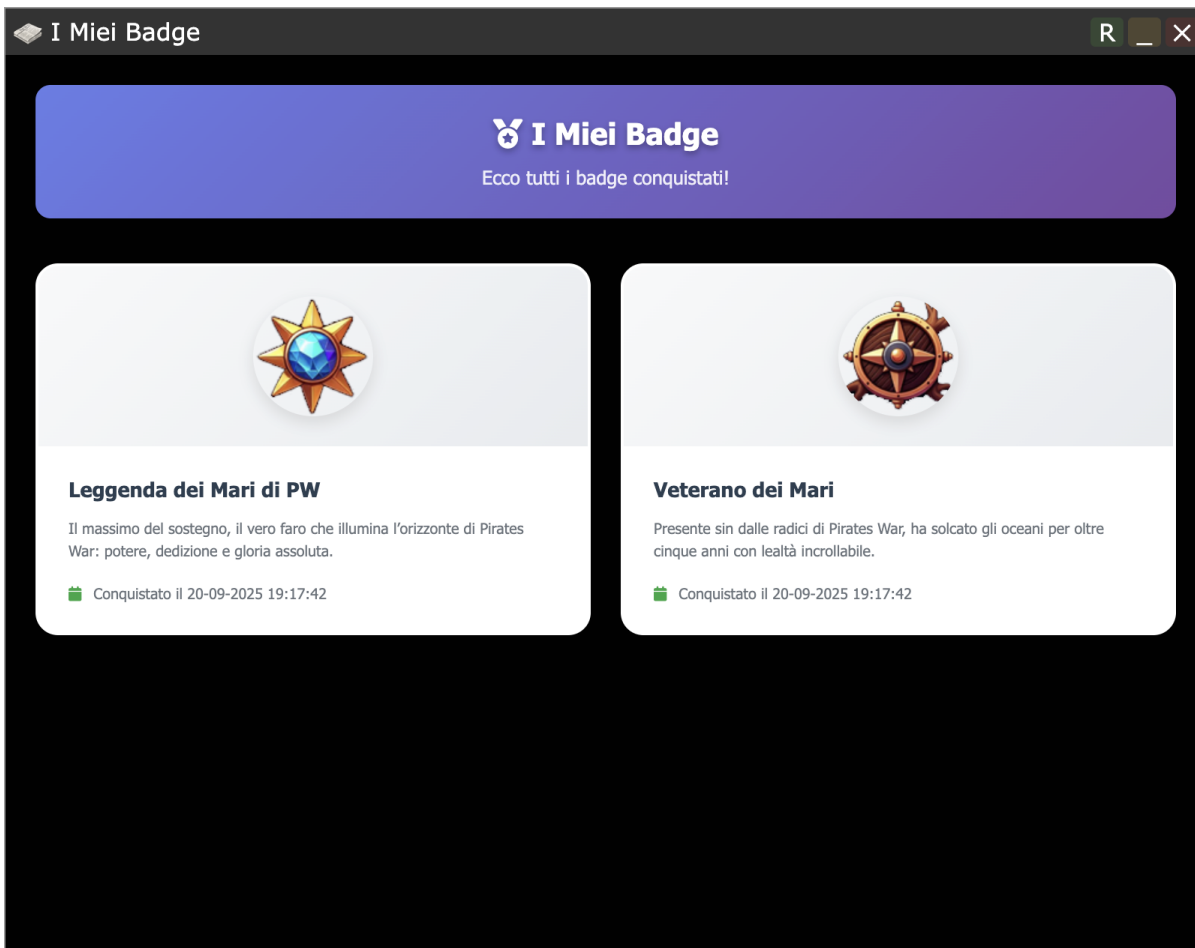 I Miei Badge
R _ ×
I Miei Badge
Ecco tutti i badge conquistati!
Leggenda dei Mari di PW
Il massimo del sostegno, il vero faro che illumina l’orizzonte di Pirates
War: potere, dedizione e gloria assoluta.
Conquistato il 20-09-2025 19:17:42
Veterano dei Mari
Presente sin dalle radici di Pirates War, ha solcato gli oceani per oltre
cinque anni con lealtà incrollabile.
Conquistato il 20-09-2025 19:17:42